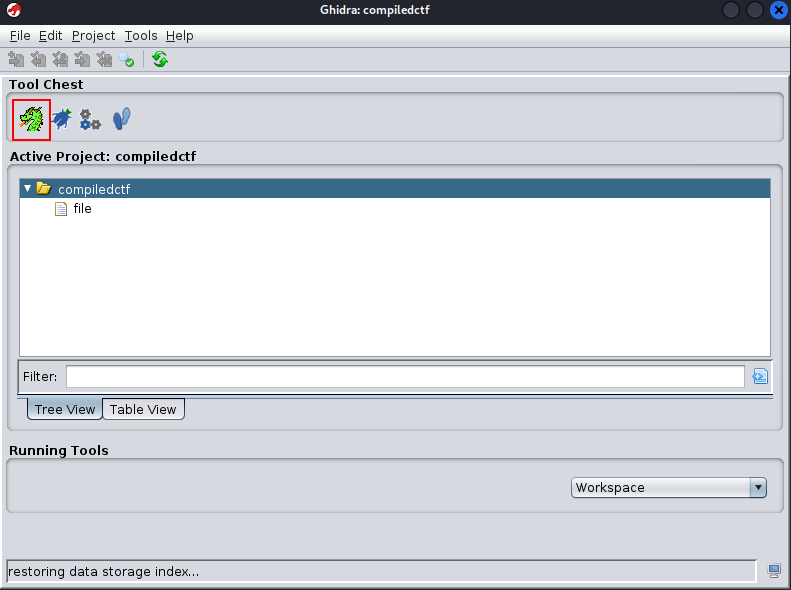 Ghidra: compiledctf
File Edit Project Tools Help
Tool Chest
Active Project: compiledctf
compiledctf
file
Filter:
Tree View Table View
Running Tools
Workspace
restoring data storage index...